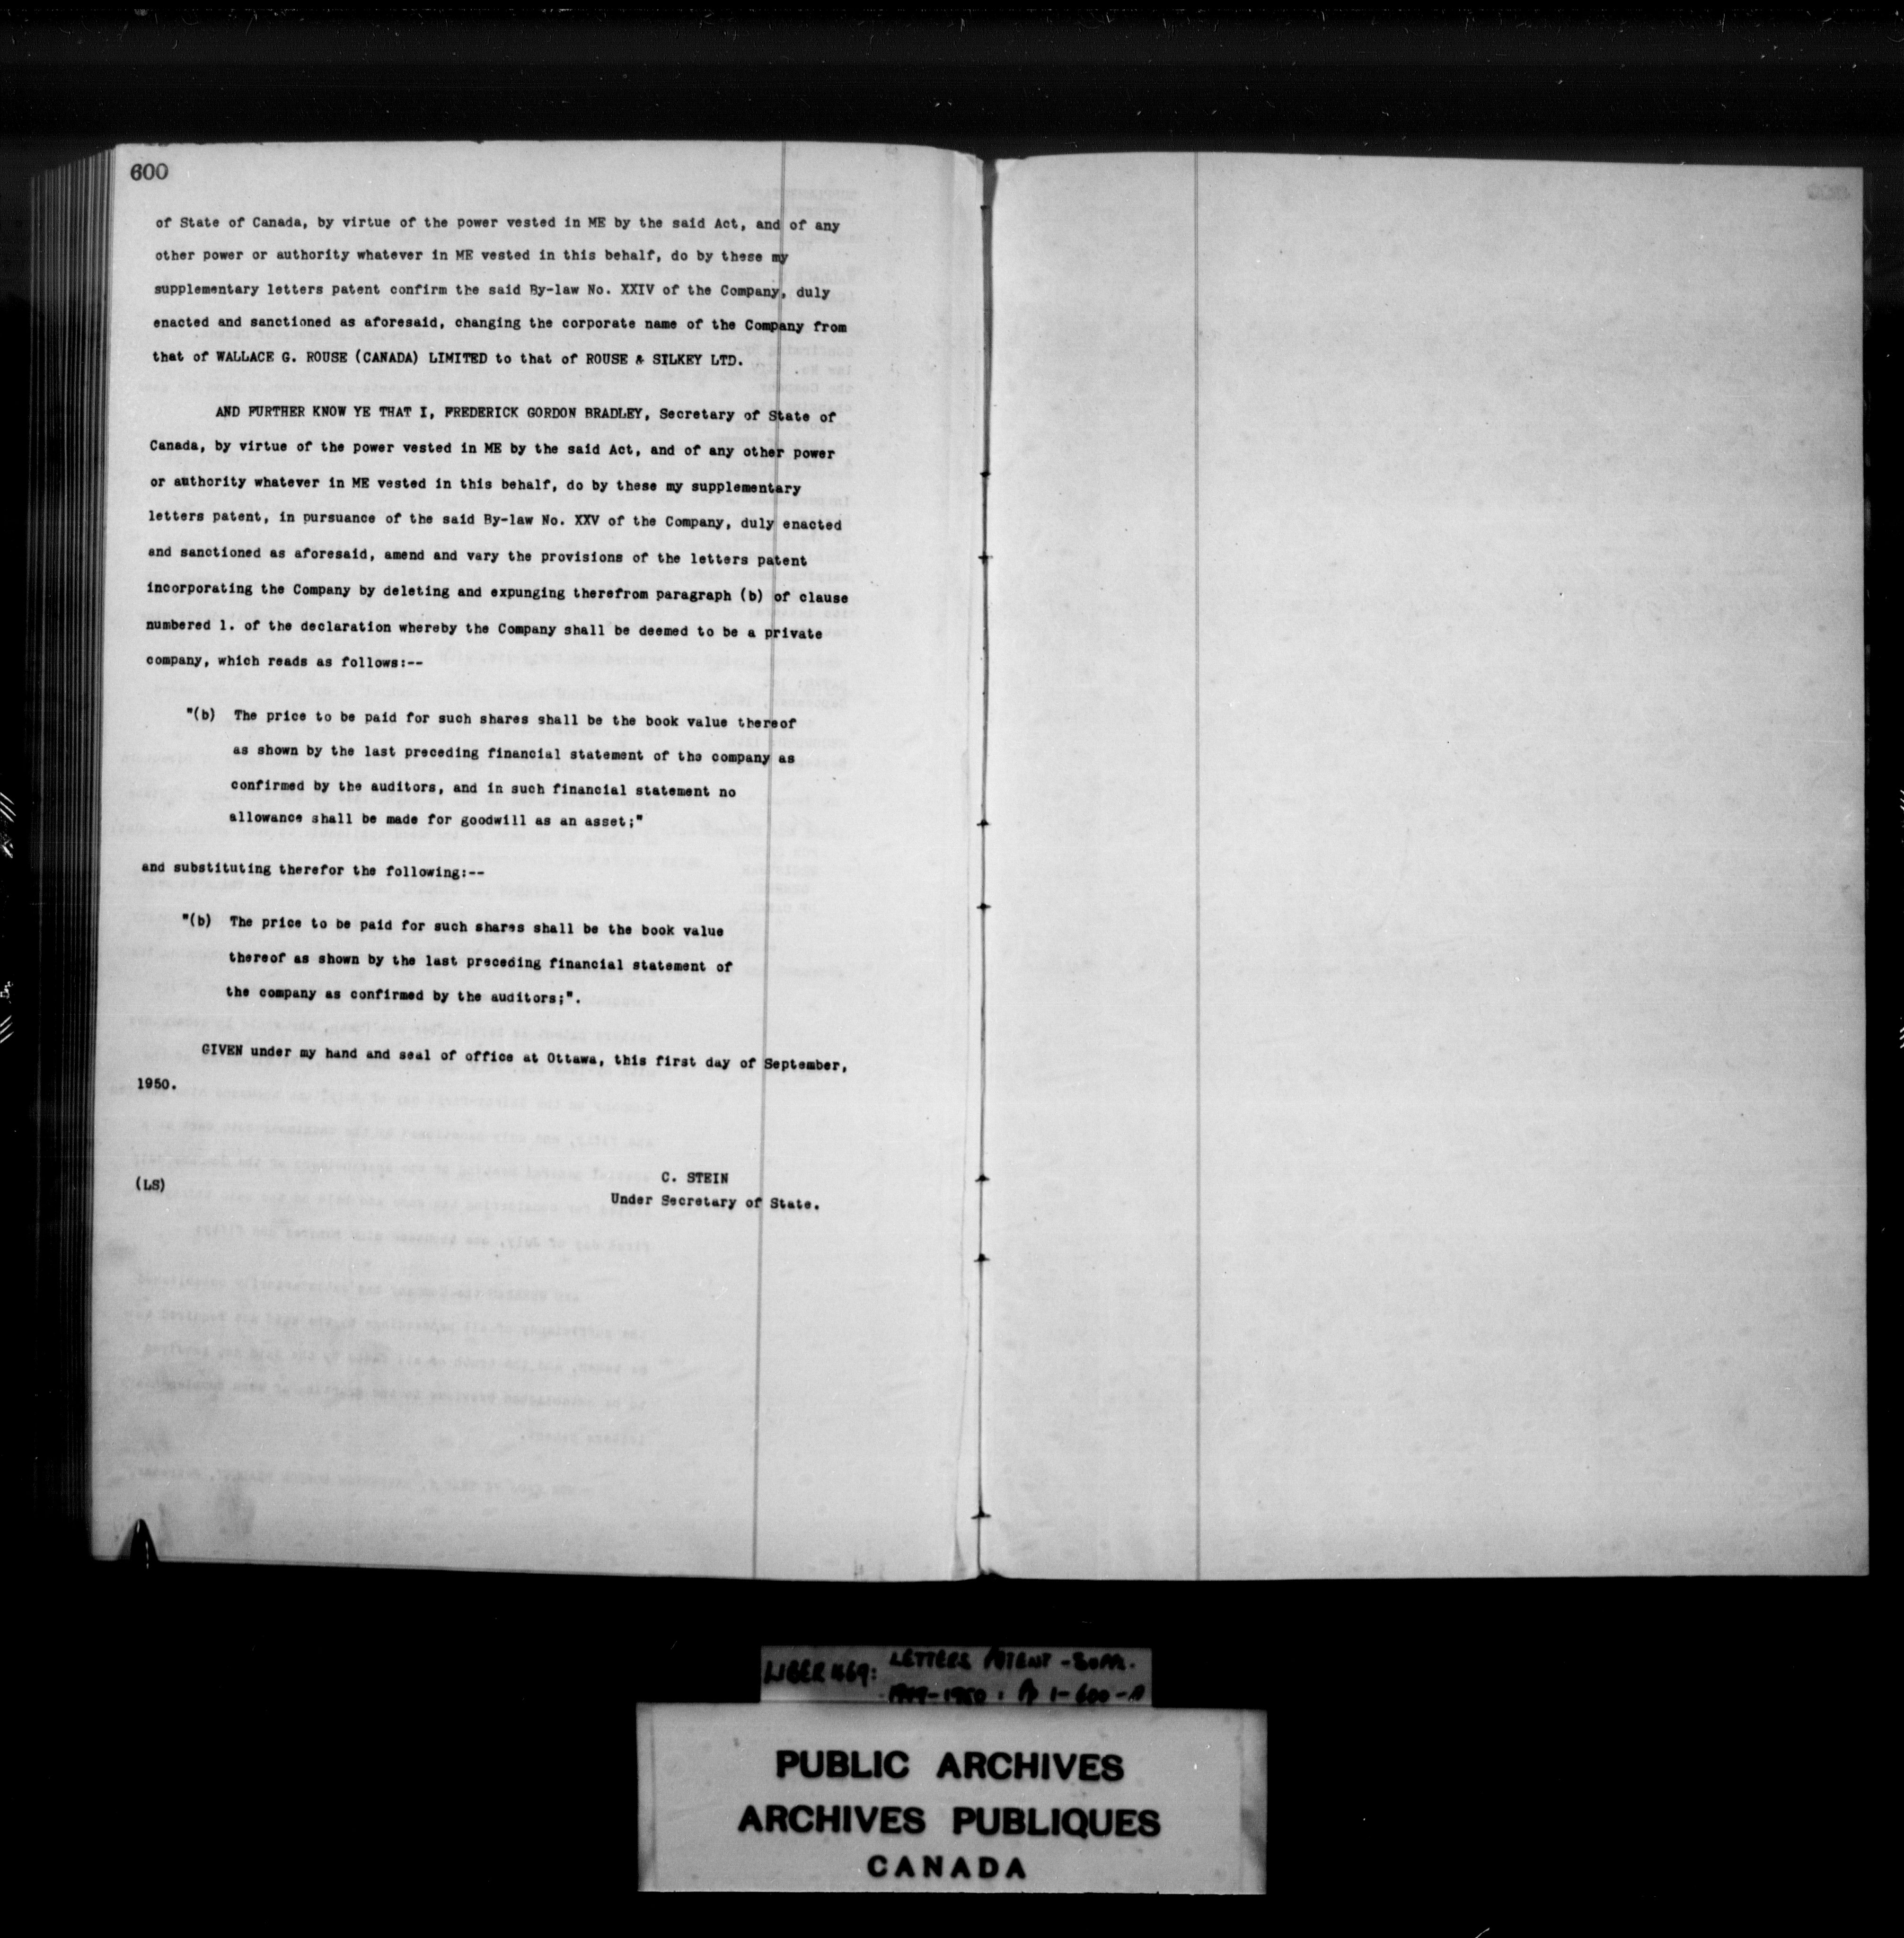 600
of State of Canada, by virtue of the power vested in ME by the said Act, and of any
other power or authority whatever in ME vested in this behalf, do by these my
supplementary letters patent confirm the said By-law No. XXIV of the Company, duly
enacted and sanctioned as aforesaid, changing the corporate name of the Company from
that of WALLACE G. ROUSE (CANADA) LIMITED to that of ROUSE & SILKEY LTD.
AND FURTHER KNOW YE THAT I, FREDERICK GORDON BRADLEY, Secretary of State of
Canada, by virtue of the power vested in ME by the said Act, and of any other power
or authority whatever in ME vested in this behalf, do by these my supplementary
letters patent, in pursuance of the said By-law No. XXV of the Company, duly enacted
and sanctioned as aforesaid, amend and vary the provisions of the letters patent
incorporating the Company by deleting and expunging therefrom paragraph (b) of clause
numbered 1. of the declaration whereby the Company shall be deemed to be a private
company, which reads as follows:--
"(b) The price to be paid for such shares shall be the book value thereof
as shown by the last preceding financial statement of the company as
confirmed by the auditors, and in such financial statement no
allowance shall be made for goodwill as an asset;"
and substituting therefor the following:--
"(b) The price to be paid for such shares shall be the book value
thereof as shown by the last preceding financial statement of
the company as confirmed by the auditors;".
GIVEN under my hand and seal of office at Ottawa, this first day of September,
1950.
(LS)
C. STEIN
Under Secretary of State.
LIBER 469: LETTERS PATENT - SUPP.
1949-1950 : Pp 1-600-A
PUBLIC ARCHIVES
ARCHIVES PUBLIQUES
CANADA